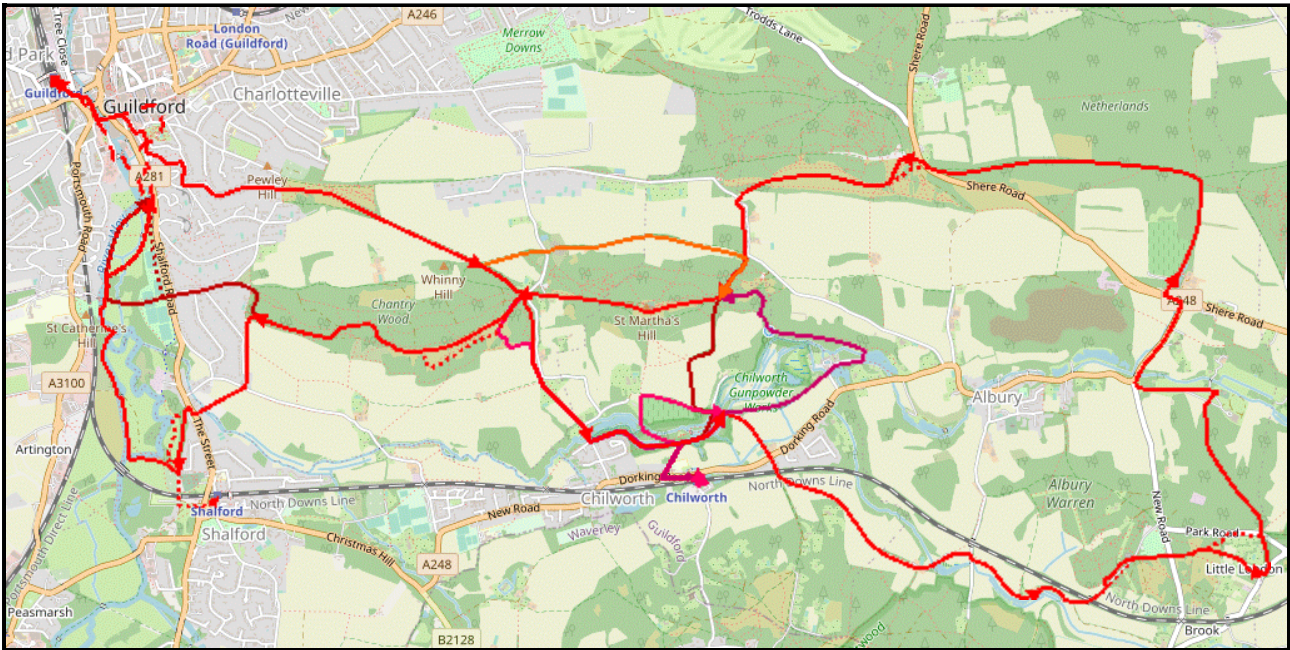 A246
New
Tree Close
London
Road (Guildford)
Merrow
Downs
Trodds Lane
Shere Road
d Park
Guildford
Guildford
Charlotteville
Netherlands
A281
Pewley
Hill
Portsmouth Road
Shere Road
Shalford Road
Whinny
Hill
Chantry
Wood
St Martha's
Hill
A248
Shere Road
St Catherine's
Hill
A3100
Chilworth
Gunpowder
Works
Albury
The Street
Dorking Road
Artington
Dorking
North Downs Line
Chilworth
Chilworth
Albury
Warren
North Downs Line
Shalford
Shalford
New Road
Waverley
Guildford
New Road
Park Road
Portsmouth Direct Line
Christmas Hill
A248
Little London
Peasmarsh
North Downs Line
B2128
wood
Brook